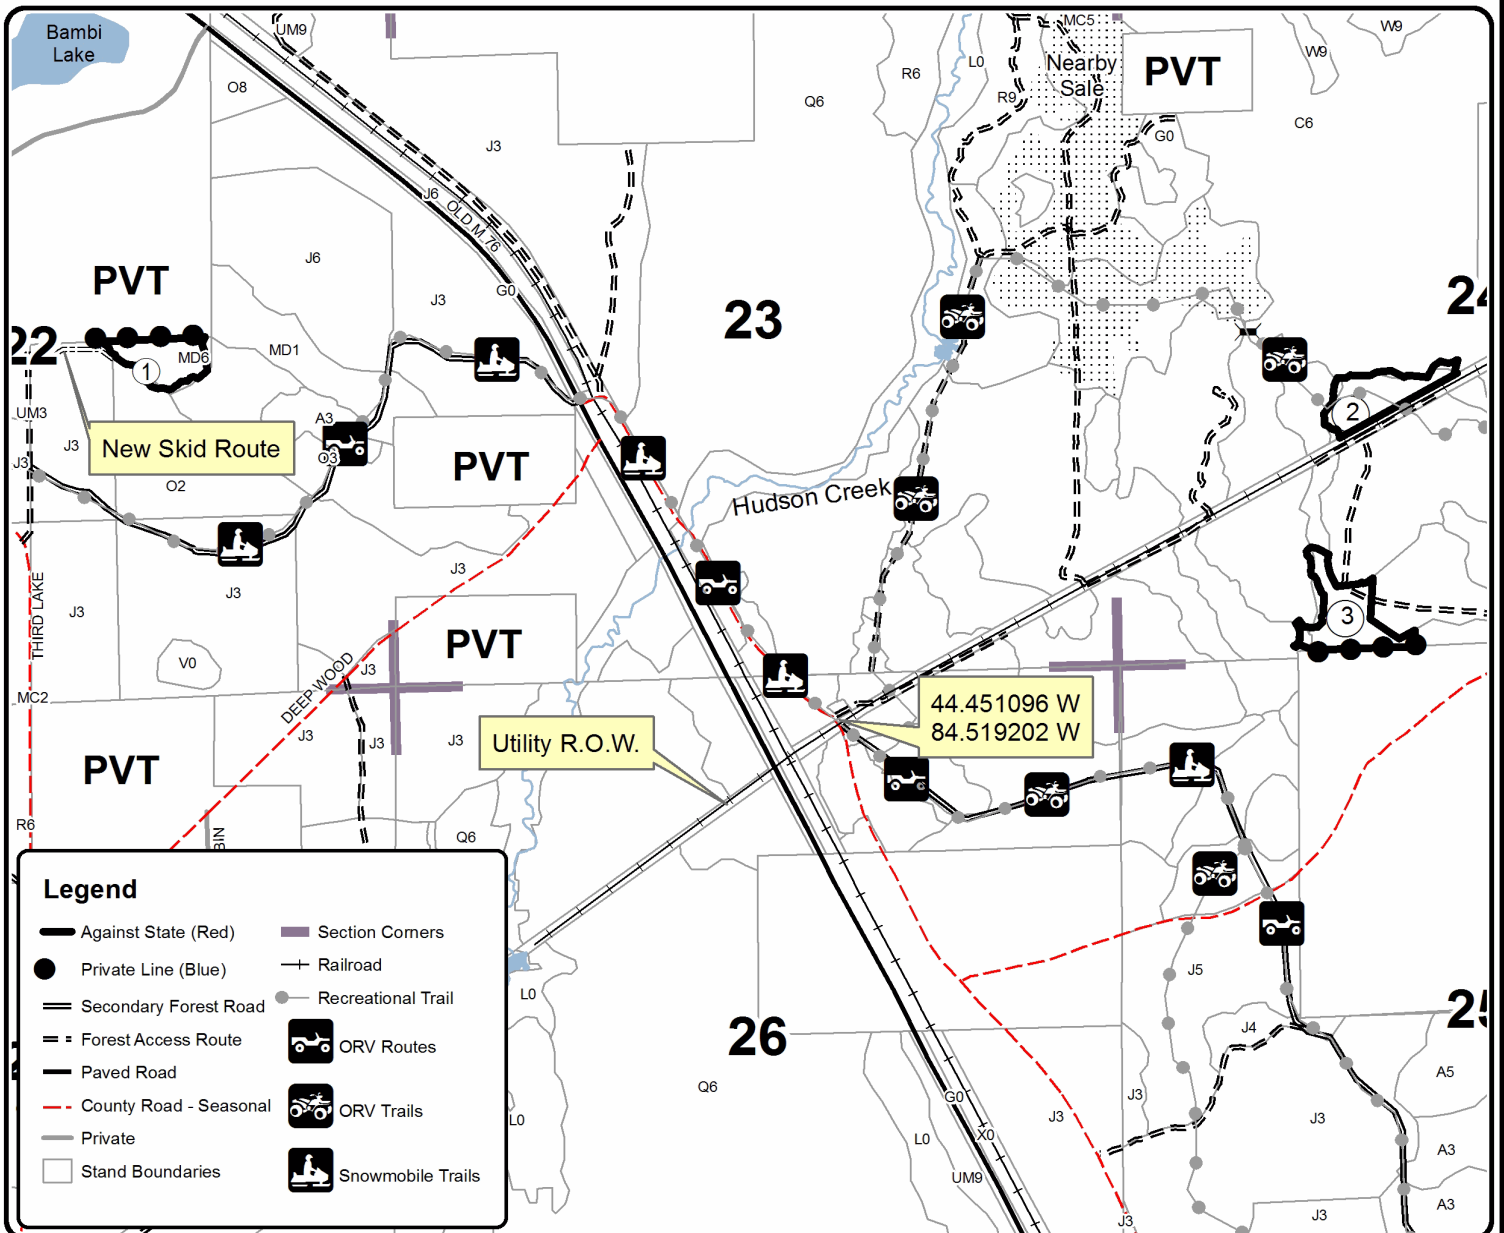 Bambi
Lake
UM9
O8
J3
Q6
R6
L0
R9
MC5
Nearby
Sale
PVT
W9
W9
C6
G0
J6
OLD M 76
J6
J3
G0
PVT
22
23
24
1
MD6
MD1
UM3
J3
J3
New Skid Route
A3
O3
O2
PVT
Hudson Creek
2
3
THIRD LAKE
J3
J3
J3
V0
PVT
DEEP WOOD
J3
J3
J3
J3
MC2
PVT
Utility R.O.W.
44.451096 W
84.519202 W
R6
BIN
Q6
Legend
Against State (Red)
Private Line (Blue)
Secondary Forest Road
Forest Access Route
Paved Road
County Road - Seasonal
Private
Stand Boundaries
Section Corners
Railroad
Recreational Trail
ORV Routes
ORV Trails
Snowmobile Trails
L0
L0
26
Q6
G0
X0
L0
UM9
J3
J3
J3
J5
J4
25
A5
J3
A3
A3
J3